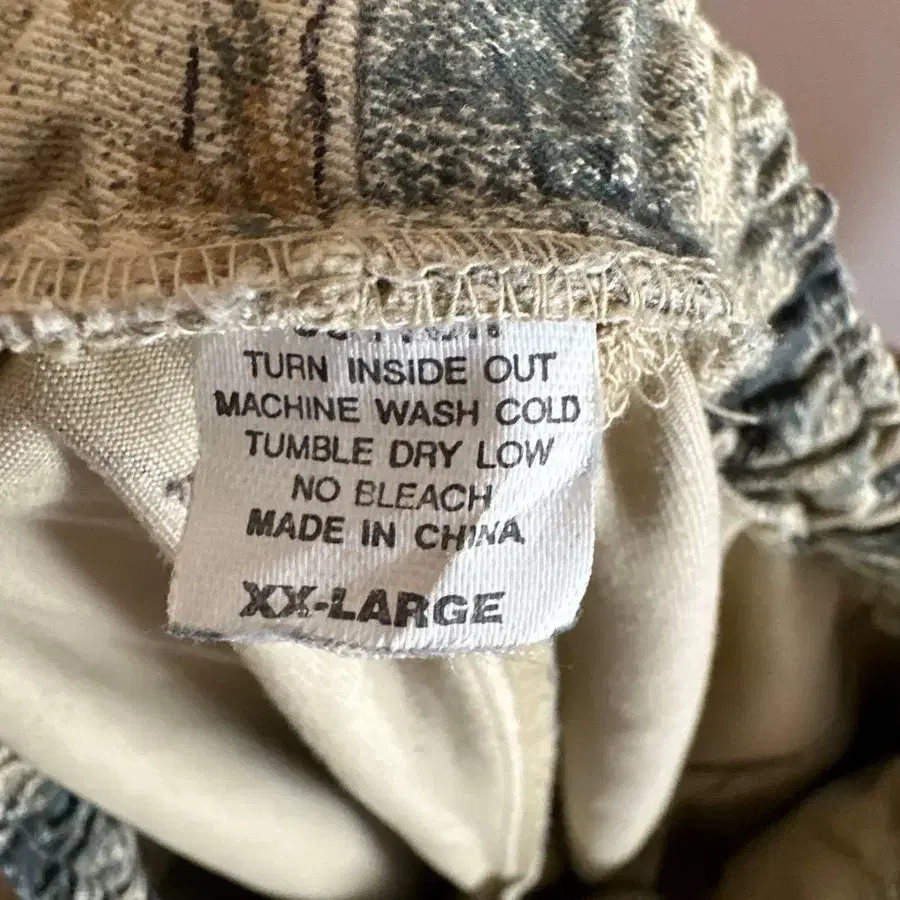 TURN INSIDE OUT
MACHINE WASH COLD
TUMBLE DRY LOW
NO BLEACH
MADE IN CHINA
XX-LARGE